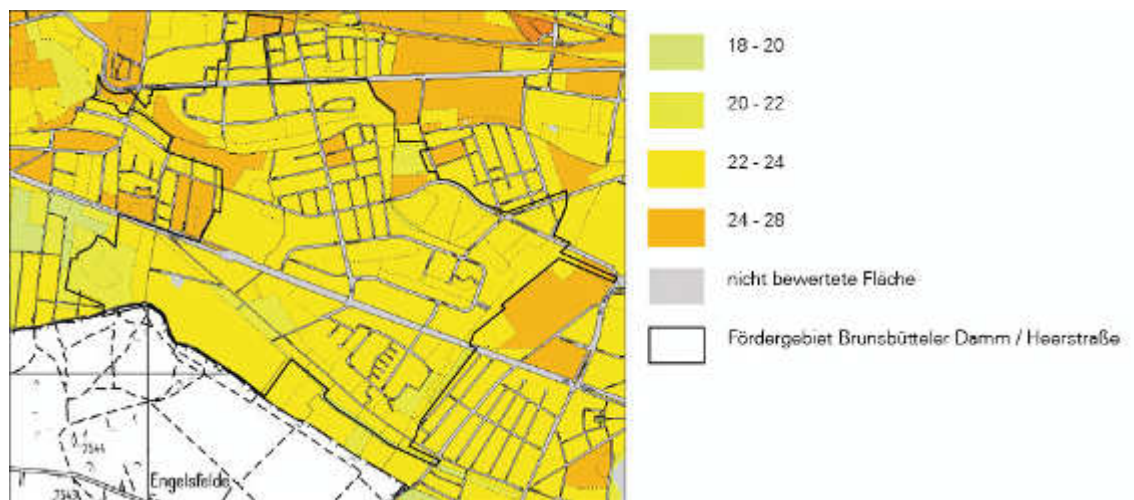 18 - 20
20 - 22
22 - 24
24 - 28
nicht bewertete Fläche
Fördergebiet Brunsbütteler Damm / Heerstraße
Engelsfelde